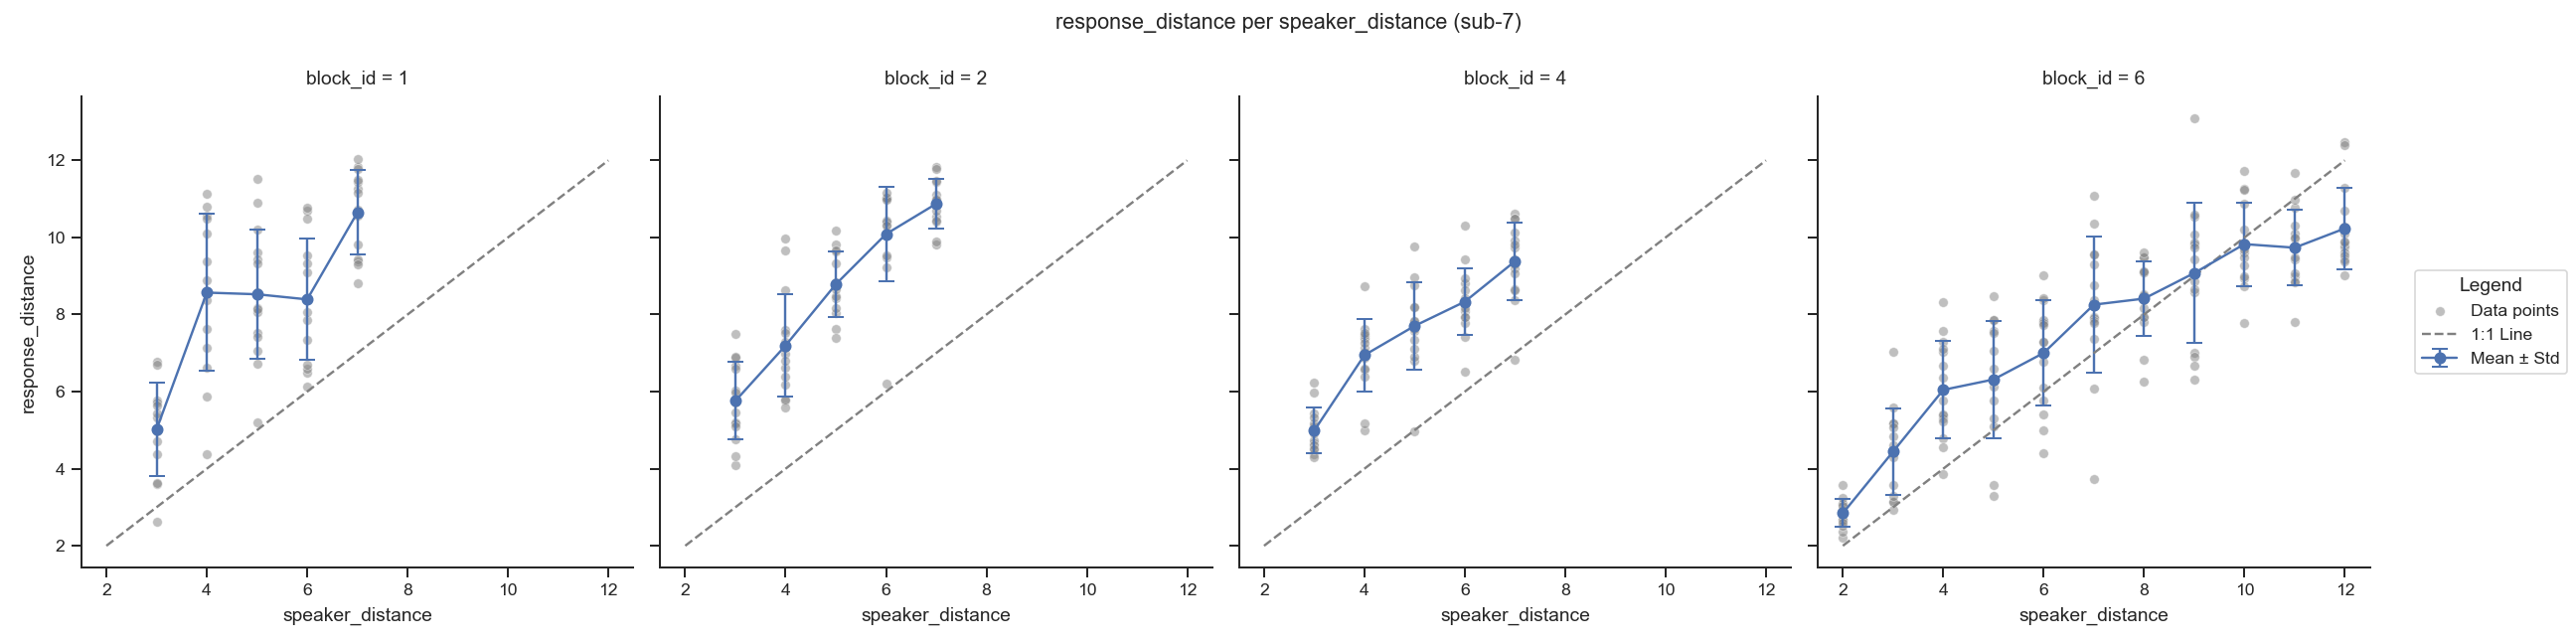 response_distance per speaker_distance (sub-7)
block_id = 1
block_id = 2
block_id = 4
block_id = 6
response_distance
12
10
8
6
4
2
2 4 6 8 10 12
2 4 6 8 10 12
2 4 6 8 10 12
2 4 6 8 10 12
speaker_distance
speaker_distance
speaker_distance
speaker_distance
Legend
Data points
1:1 Line
Mean ± Std